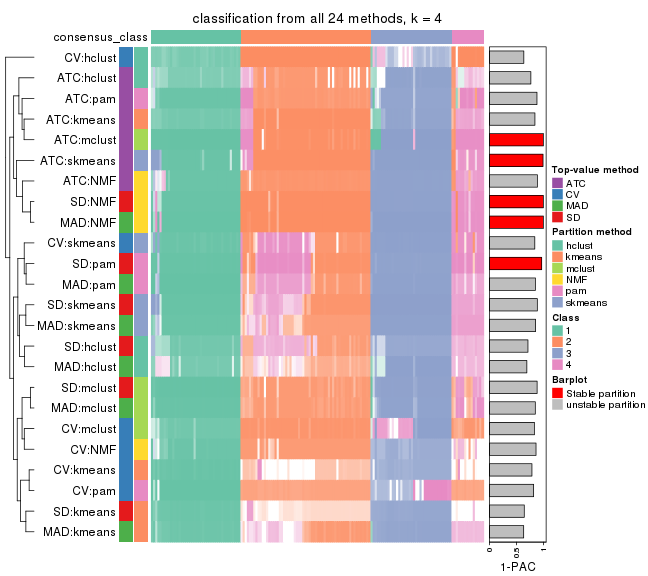 classification from all 24 methods, k = 4
consensus_class
CV:hclust
ATC:hclust
ATC:pam
ATC:kmeans
ATC:mclust
ATC:skmeans
ATC:NMF
SD:NMF
MAD:NMF
CV:skmeans
SD:pam
MAD:pam
SD:skmeans
MAD:skmeans
SD:hclust
MAD:hclust
SD:mclust
MAD:mclust
CV:mclust
CV:NMF
CV:kmeans
CV:pam
SD:kmeans
MAD:kmeans
0
0.5
1
1-PAC
Top-value method
ATC
CV
MAD
SD
Partition method
hclust
kmeans
mclust
NMF
pam
skmeans
Class
1
2
3
4
Barplot
Stable partition
unstable partition